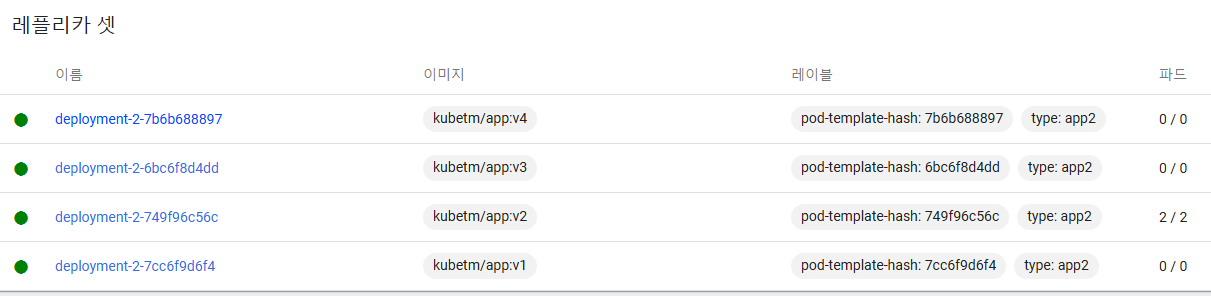 레플리카 셋
이름 이미지 레이블 파드
deployment-2-7b6b688897 kubetm/app:v4 pod-template-hash: 7b6b688897 type: app2 0 / 0
deployment-2-6bc6f8d4dd kubetm/app:v3 pod-template-hash: 6bc6f8d4dd type: app2 0 / 0
deployment-2-749f96c56c kubetm/app:v2 pod-template-hash: 749f96c56c type: app2 2 / 2
deployment-2-7cc6f9d6f4 kubetm/app:v1 pod-template-hash: 7cc6f9d6f4 type: app2 0 / 0